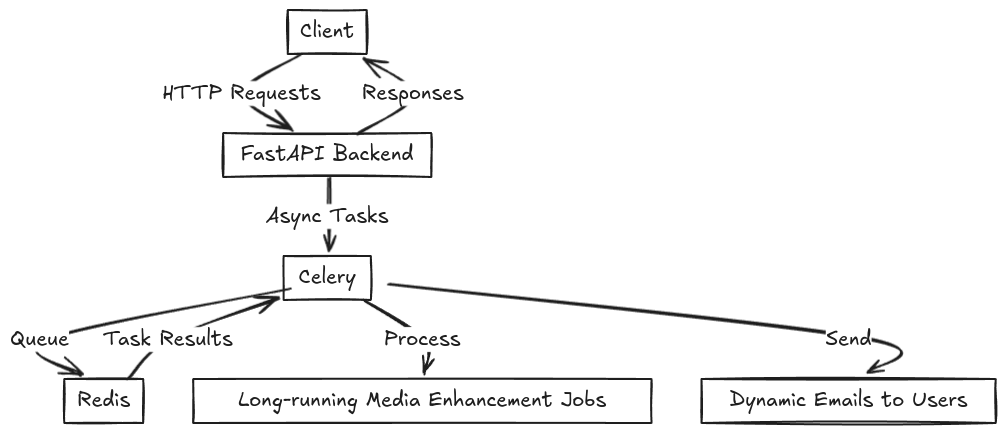 Client
HTTP Requests
Responses
FastAPI Backend
Async Tasks
Celery
Queue
Task Results
Process
Send
Redis
Long-running Media Enhancement Jobs
Dynamic Emails to Users